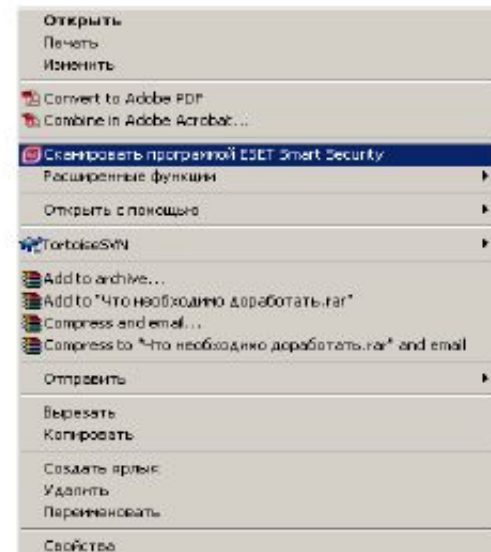 Открыть
Печать
Изменить
Convert to Adobe PDF
Combine in Adobe Acrobat...
Сканировать программой ESET Smart Security
Расширенные функции
Открыть с помощью
TortoiseSVN
Add to archive...
Add to "Что необходимо доработать.rar"
Compress and email...
Compress to "Что необходимо доработать.rar" and email
Отправить
Вырезать
Копировать
Создать ярлык
Удалить
Переименовать
Свойства